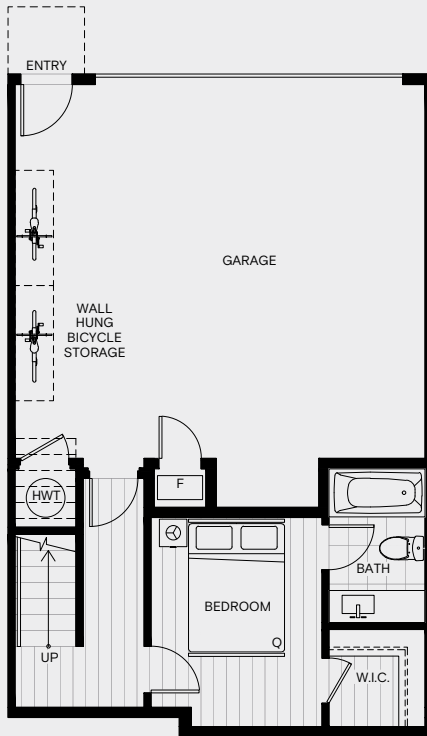 ENTRY
GARAGE
WALL
HUNG
BICYCLE
STORAGE
F
HWT
BATH
BEDROOM
Q
UP
W.I.C.